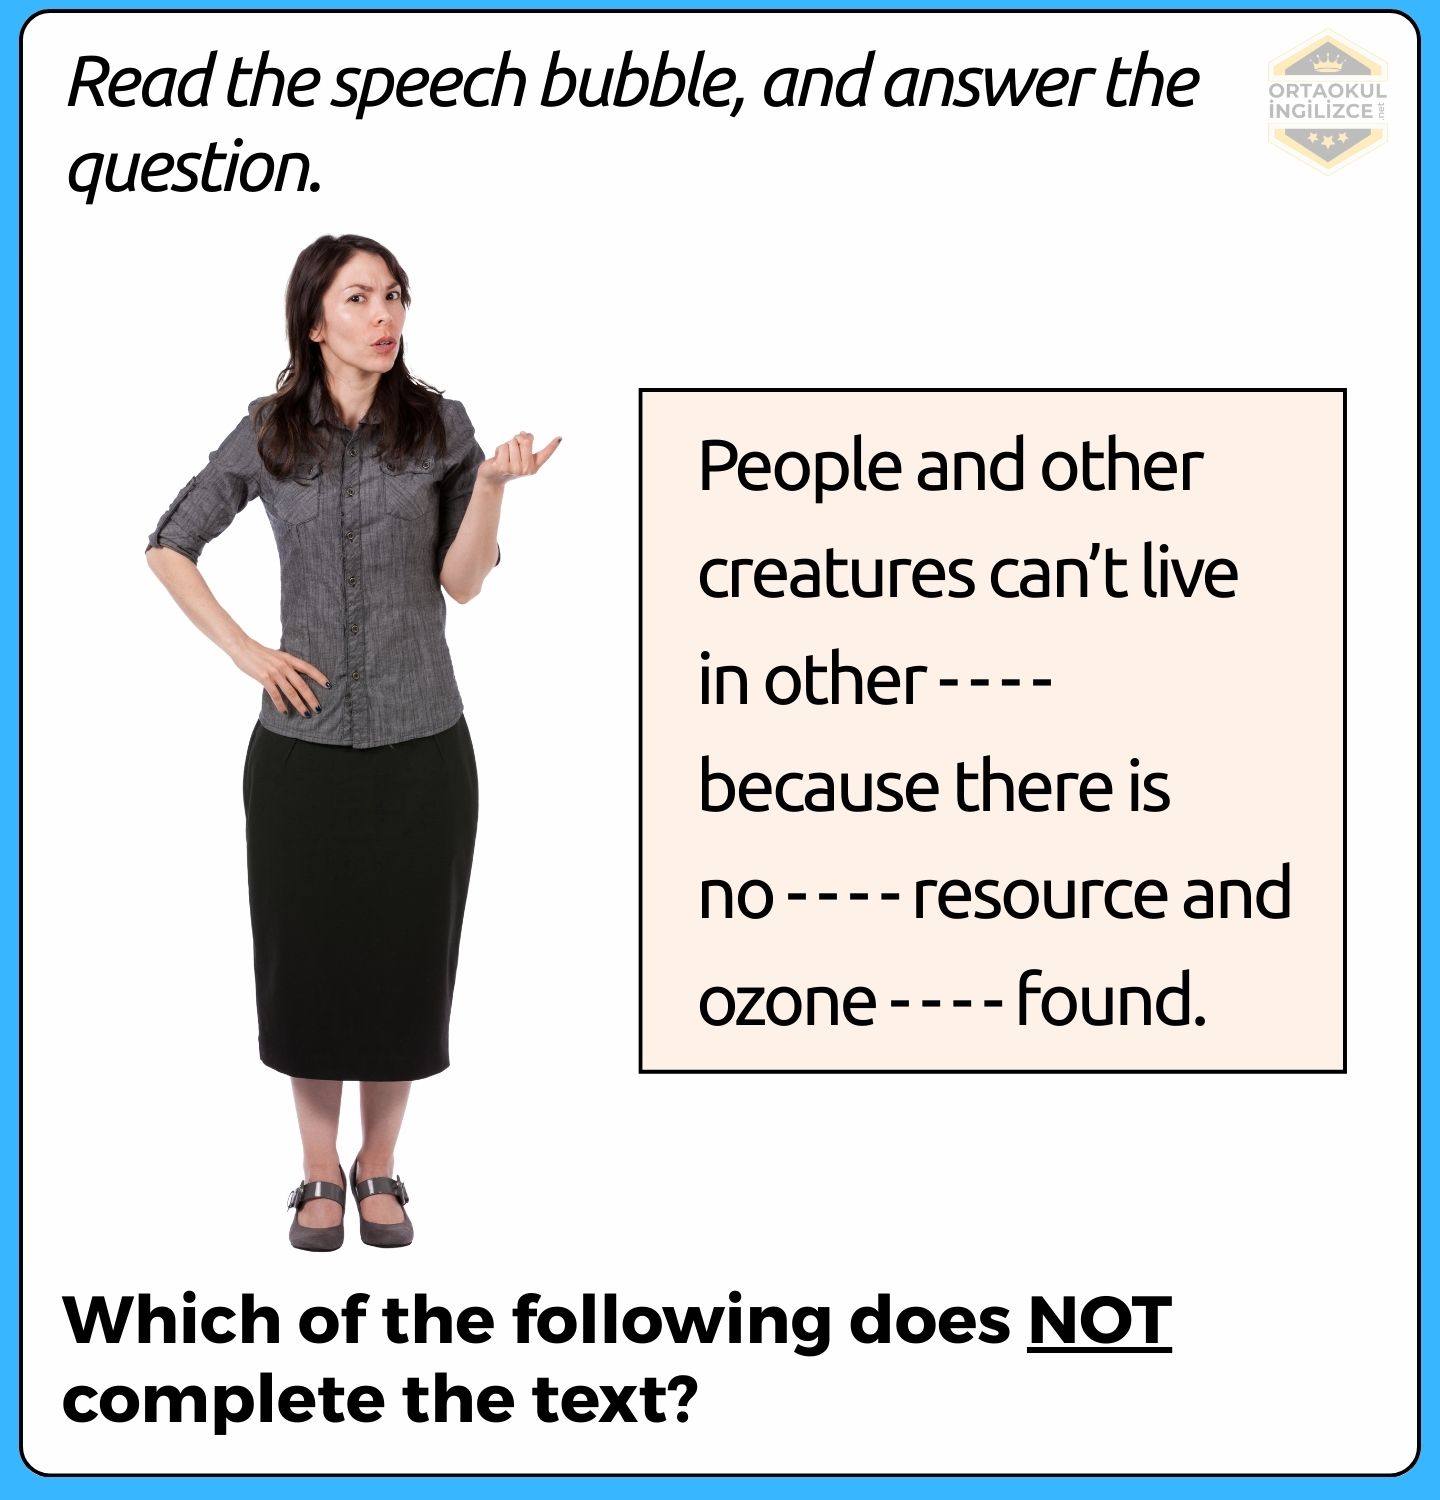 Read the speech bubble, and answer the
question.
ORTAOKUL
İNGİLİZCE
.net
People and other
creatures can't live
in other ----
because there is
no ---- resource and
ozone ---- found.
Which of the following does NOT
complete the text?